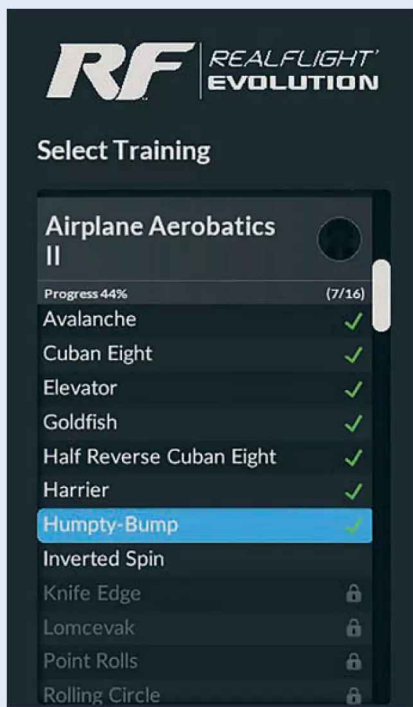 RF REALFLIGHT
EVOLUTION
Select Training
Airplane Aerobatics
II
Progress 44% (7/16)
Avalanche
Cuban Eight
Elevator
Goldfish
Half Reverse Cuban Eight
Harrier
Humpty-Bump
Inverted Spin
Knife Edge
Lomcevak
Point Rolls
Rolling Circle